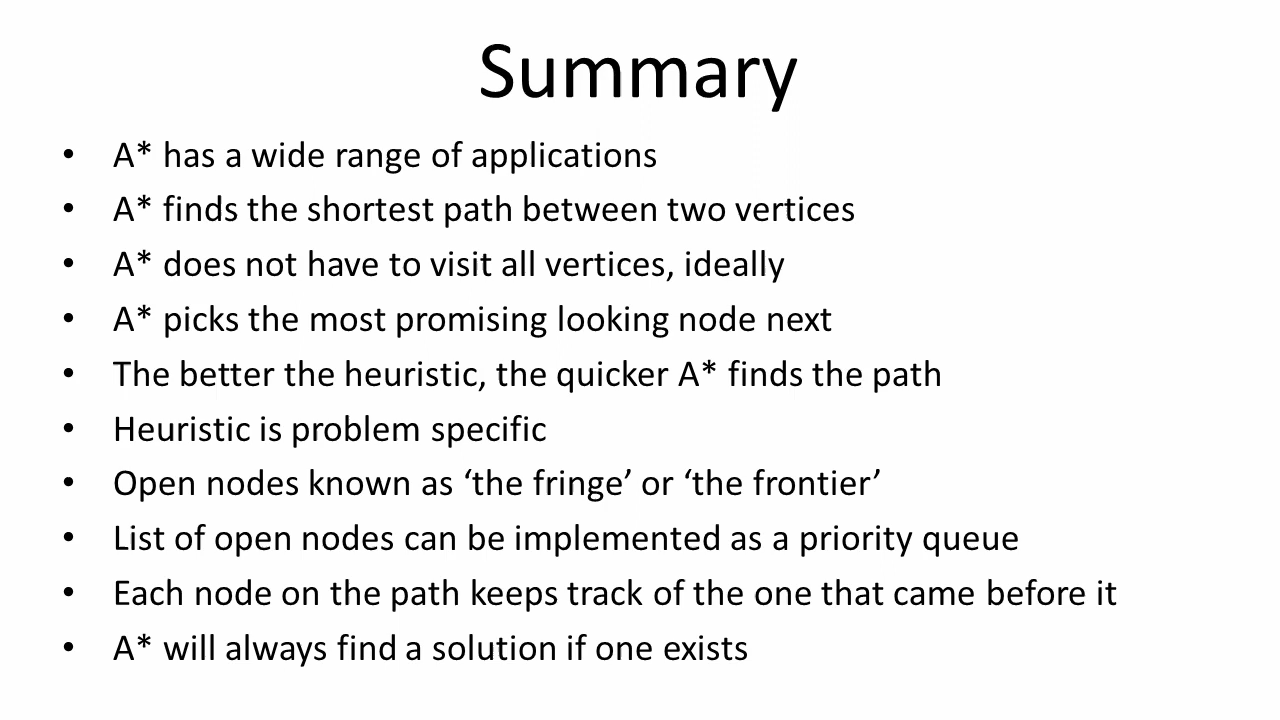 Summary
• A* has a wide range of applications
• A* finds the shortest path between two vertices
• A* does not have to visit all vertices, ideally
• A* picks the most promising looking node next
• The better the heuristic, the quicker A* finds the path
• Heuristic is problem specific
• Open nodes known as ‘the fringe’ or ‘the frontier’
• List of open nodes can be implemented as a priority queue
• Each node on the path keeps track of the one that came before it
• A* will always find a solution if one exists